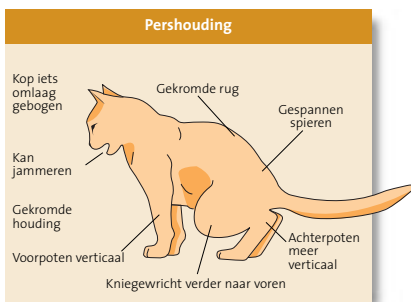 Pershouding
Kop iets
omlaag
gebogen
Gekromde rug
Gespannen
spieren
Kan
jammeren
Gekromde
houding
Voorpoten verticaal
Achterpoten
meer
verticaal
Kniegewricht verder naar voren